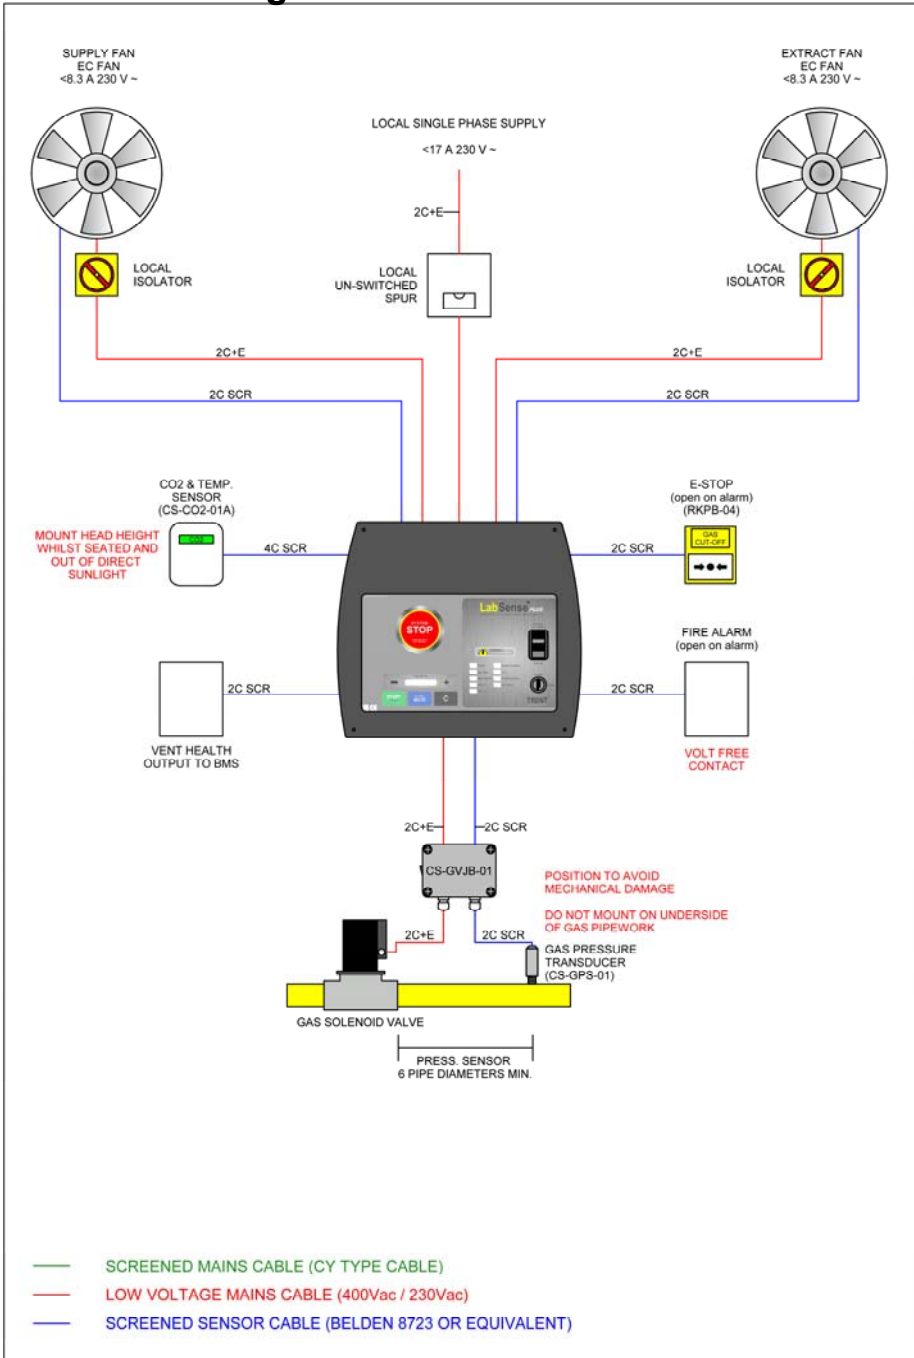 SUPPLY FAN
EC FAN
<8.3 A 230 V ~
EXTRACT FAN
EC FAN
<8.3 A 230 V ~
LOCAL SINGLE PHASE SUPPLY
<17 A 230 V ~
2C+E
LOCAL
ISOLATOR
LOCAL
UN-SWITCHED
SPUR
LOCAL
ISOLATOR
2C+E
2C+E
2C SCR
2C SCR
CO2 & TEMP.
SENSOR
(CS-CO2-01A)
MOUNT HEAD HEIGHT
WHILST SEATED AND
OUT OF DIRECT
SUNLIGHT
CO2
4C SCR
E-STOP
(open on alarm)
(RKPB-04)
2C SCR
GAS
CUT-OFF
LabSense PLUS
STOP
START
C
TRENT
2C SCR
VENT HEALTH
OUTPUT TO BMS
FIRE ALARM
(open on alarm)
2C SCR
VOLT FREE
CONTACT
2C+E
2C SCR
CS-GVJB-01
POSITION TO AVOID
MECHANICAL DAMAGE
DO NOT MOUNT ON UNDERSIDE
OF GAS PIPEWORK
2C+E
2C SCR
GAS PRESSURE
TRANSDUCER
(CS-GPS-01)
GAS SOLENOID VALVE
PRESS. SENSOR
6 PIPE DIAMETERS MIN.
SCREENED MAINS CABLE (CY TYPE CABLE)
LOW VOLTAGE MAINS CABLE (400Vac / 230Vac)
SCREENED SENSOR CABLE (BELDEN 8723 OR EQUIVALENT)